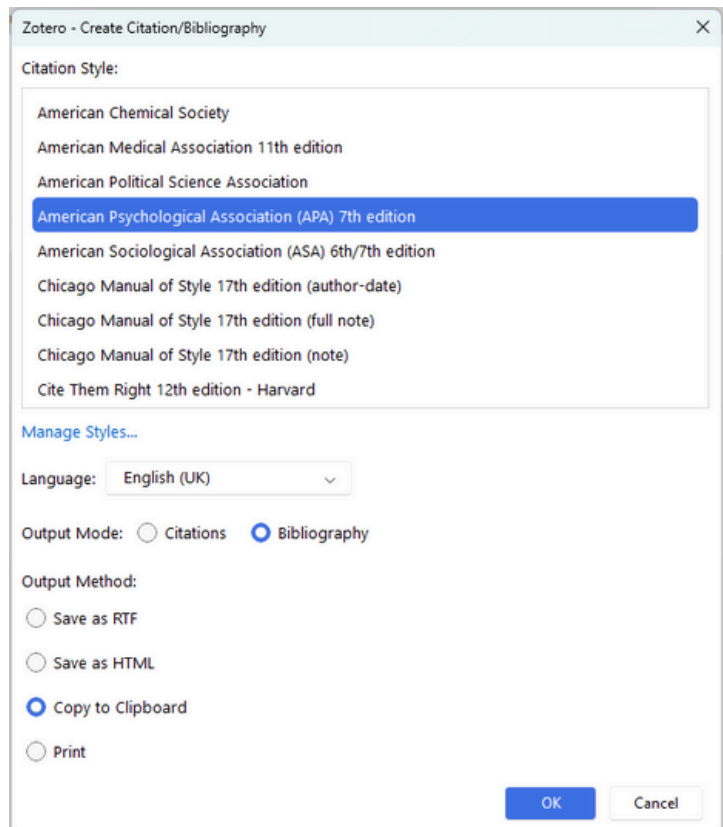 Zotero - Create Citation/Bibliography
Citation Style:
American Chemical Society
American Medical Association 11th edition
American Political Science Association
American Psychological Association (APA) 7th edition
American Sociological Association (ASA) 6th/7th edition
Chicago Manual of Style 17th edition (author-date)
Chicago Manual of Style 17th edition (full note)
Chicago Manual of Style 17th edition (note)
Cite Them Right 12th edition - Harvard
Manage Styles...
Language: English (UK)
Output Mode: Citations Bibliography
Output Method:
Save as RTF
Save as HTML
Copy to Clipboard
Print
OK Cancel